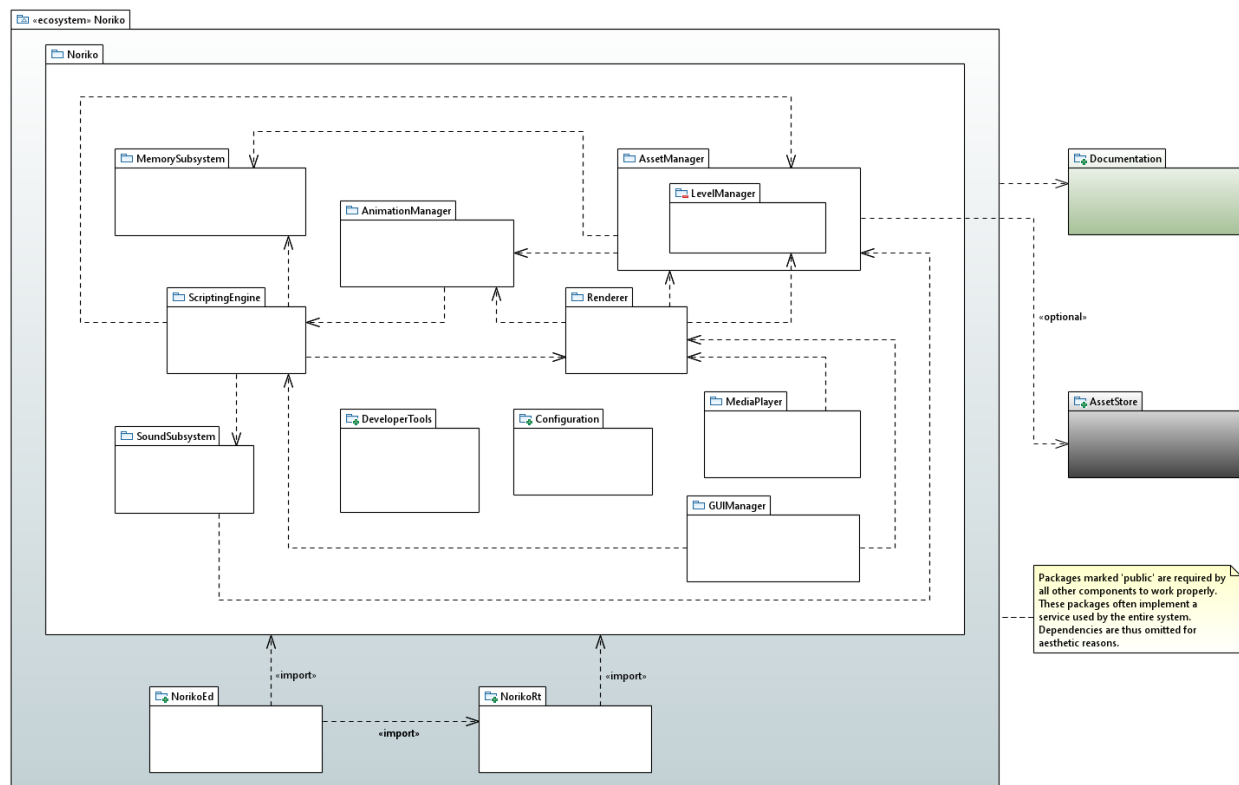 «ecosystem» Noriko
Noriko
MemorySubsystem
AssetManager
LevelManager
Documentation
AnimationManager
ScriptingEngine
Renderer
«optional»
DeveloperTools
Configuration
MediaPlayer
AssetStore
SoundSubsystem
GUIManager
Packages marked 'public' are required by
all other components to work properly.
These packages often implement a
service used by the entire system.
Dependencies are thus omitted for
aesthetic reasons.
«import»
«import»
NorikoEd
NorikoRt
«import»